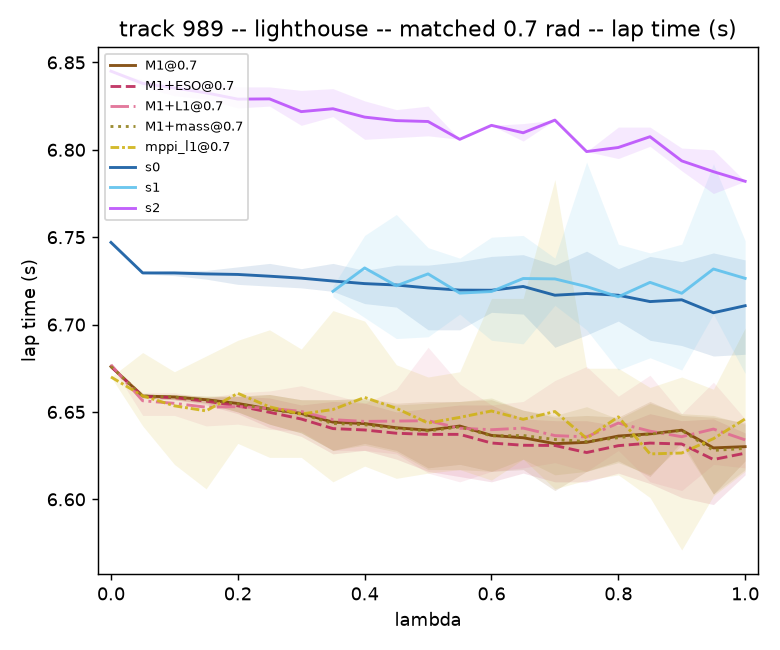 track 989 -- lighthouse -- matched 0.7 rad -- lap time (s)
lap time (s)
6.85
6.80
6.75
6.70
6.65
6.60
M1@0.7
M1+ESO@0.7
M1+L1@0.7
M1+mass@0.7
mppi_l1@0.7
s0
s1
s2
0.0 0.2 0.4 0.6 0.8 1.0
lambda